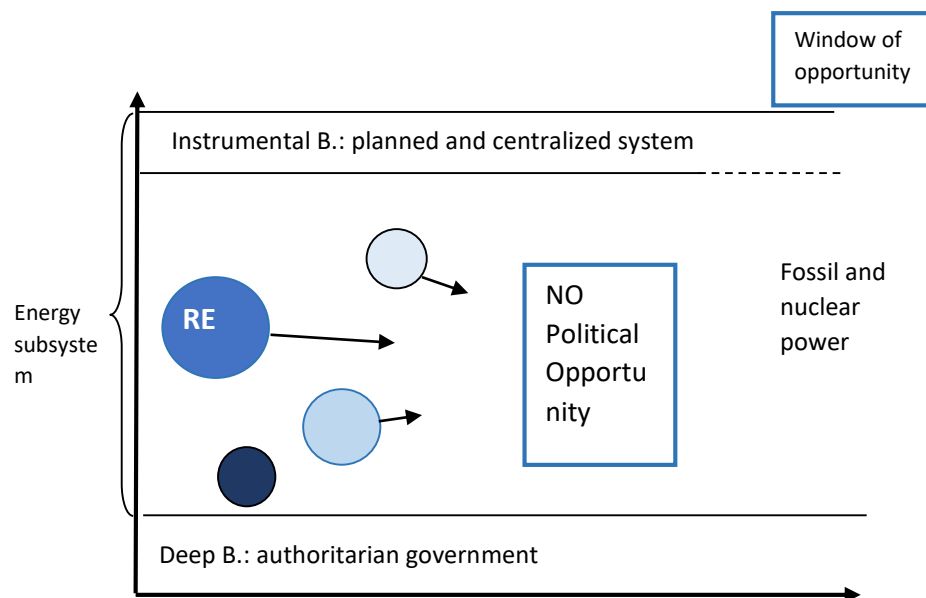 Window of
opportunity
Instrumental B.: planned and centralized system
Energy
subsyste
m
RE
NO
Political
Opportu
nity
Fossil and
nuclear
power
Deep B.: authoritarian government